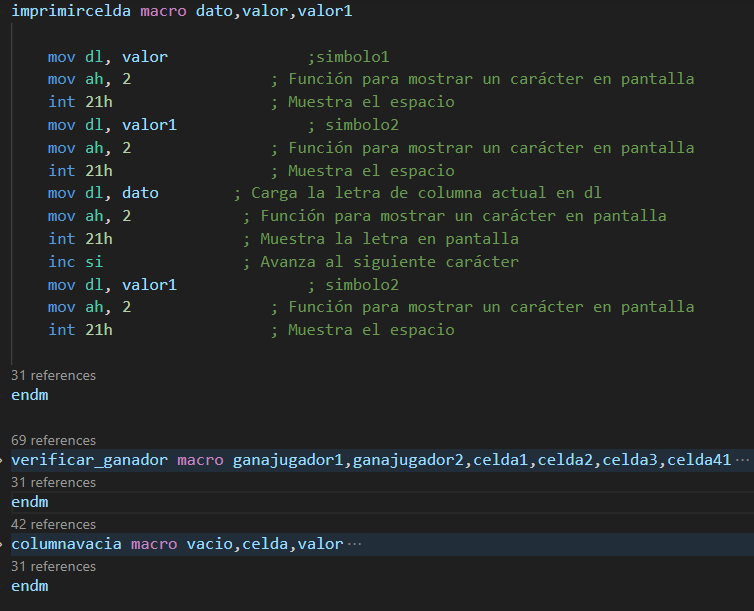 imprimircelda macro dato,valor,valor1
mov dl, valor ;simbolo1
mov ah, 2 ; Función para mostrar un carácter en pantalla
int 21h ; Muestra el espacio
mov dl, valor1 ; simbolo2
mov ah, 2 ; Función para mostrar un carácter en pantalla
int 21h ; Muestra el espacio
mov dl, dato ; Carga la letra de columna actual en dl
mov ah, 2 ; Función para mostrar un carácter en pantalla
int 21h ; Muestra la letra en pantalla
inc si ; Avanza al siguiente carácter
mov dl, valor1 ; simbolo2
mov ah, 2 ; Función para mostrar un carácter en pantalla
int 21h ; Muestra el espacio
31 references
endm
69 references
verificar_ganador macro ganajugador1,ganajugador2,celda1,celda2,celda3,celda41 ···
31 references
endm
42 references
columnavacia macro vacio,celda,valor ···
31 references
endm